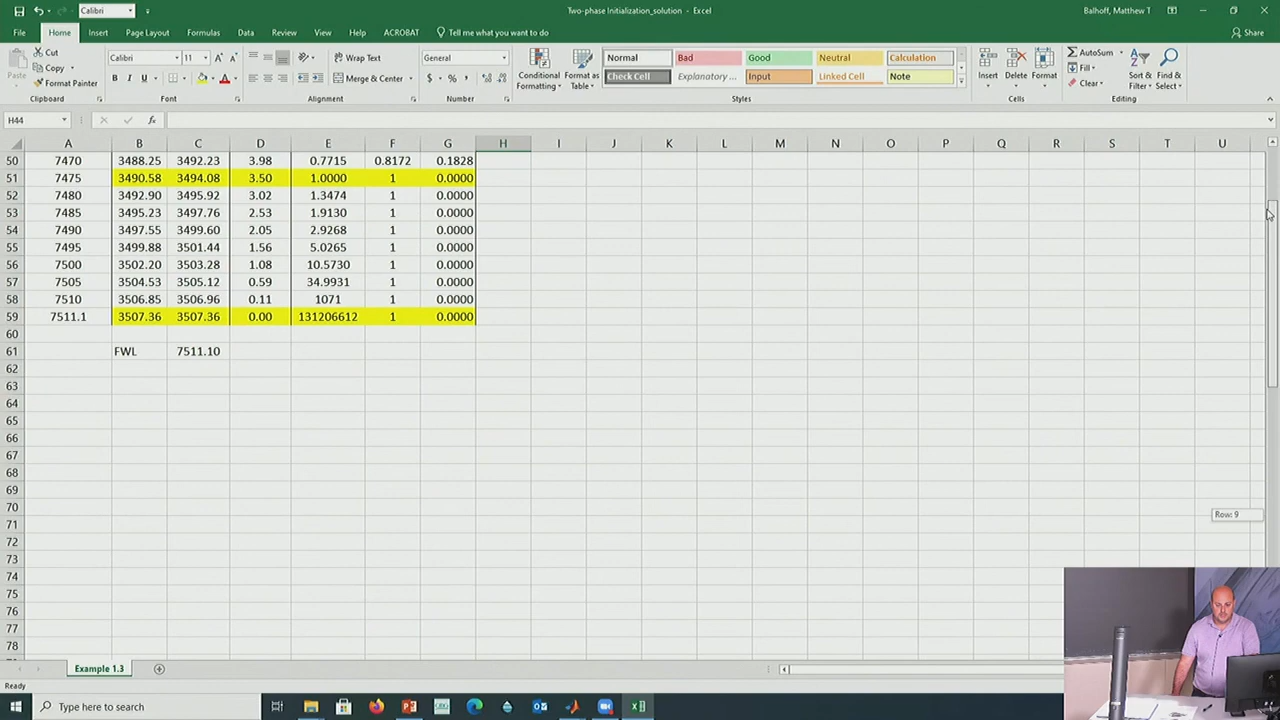 Calibri
Two-phase Initialization_solution - Excel
Balhoff, Matthew T
File Home Insert Page Layout Formulas Data Review View Help ACROBAT Tell me what you want to do Share
Paste Cut Copy Format Painter Clipboard
Calibri 11 B I U A A A Font
Wrap Text Merge & Center Alignment
General $ % , Number
Conditional Formatting Format as Table
Normal Bad Good Neutral Calculation
Check Cell Explanatory ... Input Linked Cell Note
Styles
Insert Delete Format Cells
AutoSum Fill Clear Sort & Filter Find & Select Editing
H44 fx
A B C D E F G H I J K L M N O P Q R S T U
50 7470 3488.25 3492.23 3.98 0.7715 0.8172 0.1828
51 7475 3490.58 3494.08 3.50 1.0000 1 0.0000
52 7480 3492.90 3495.92 3.02 1.3474 1 0.0000
53 7485 3495.23 3497.76 2.53 1.9130 1 0.0000
54 7490 3497.55 3499.60 2.05 2.9268 1 0.0000
55 7495 3499.88 3501.44 1.56 5.0265 1 0.0000
56 7500 3502.20 3503.28 1.08 10.5730 1 0.0000
57 7505 3504.53 3505.12 0.59 34.9931 1 0.0000
58 7510 3506.85 3506.96 0.11 1071 1 0.0000
59 7511.1 3507.36 3507.36 0.00 131206612 1 0.0000
60
61 FWL 7511.10
62
63
64
65
66
67
68
69
70
71
Row: 9
72
73
74
75
76
77
78
Example 1.3
Ready
Type here to search